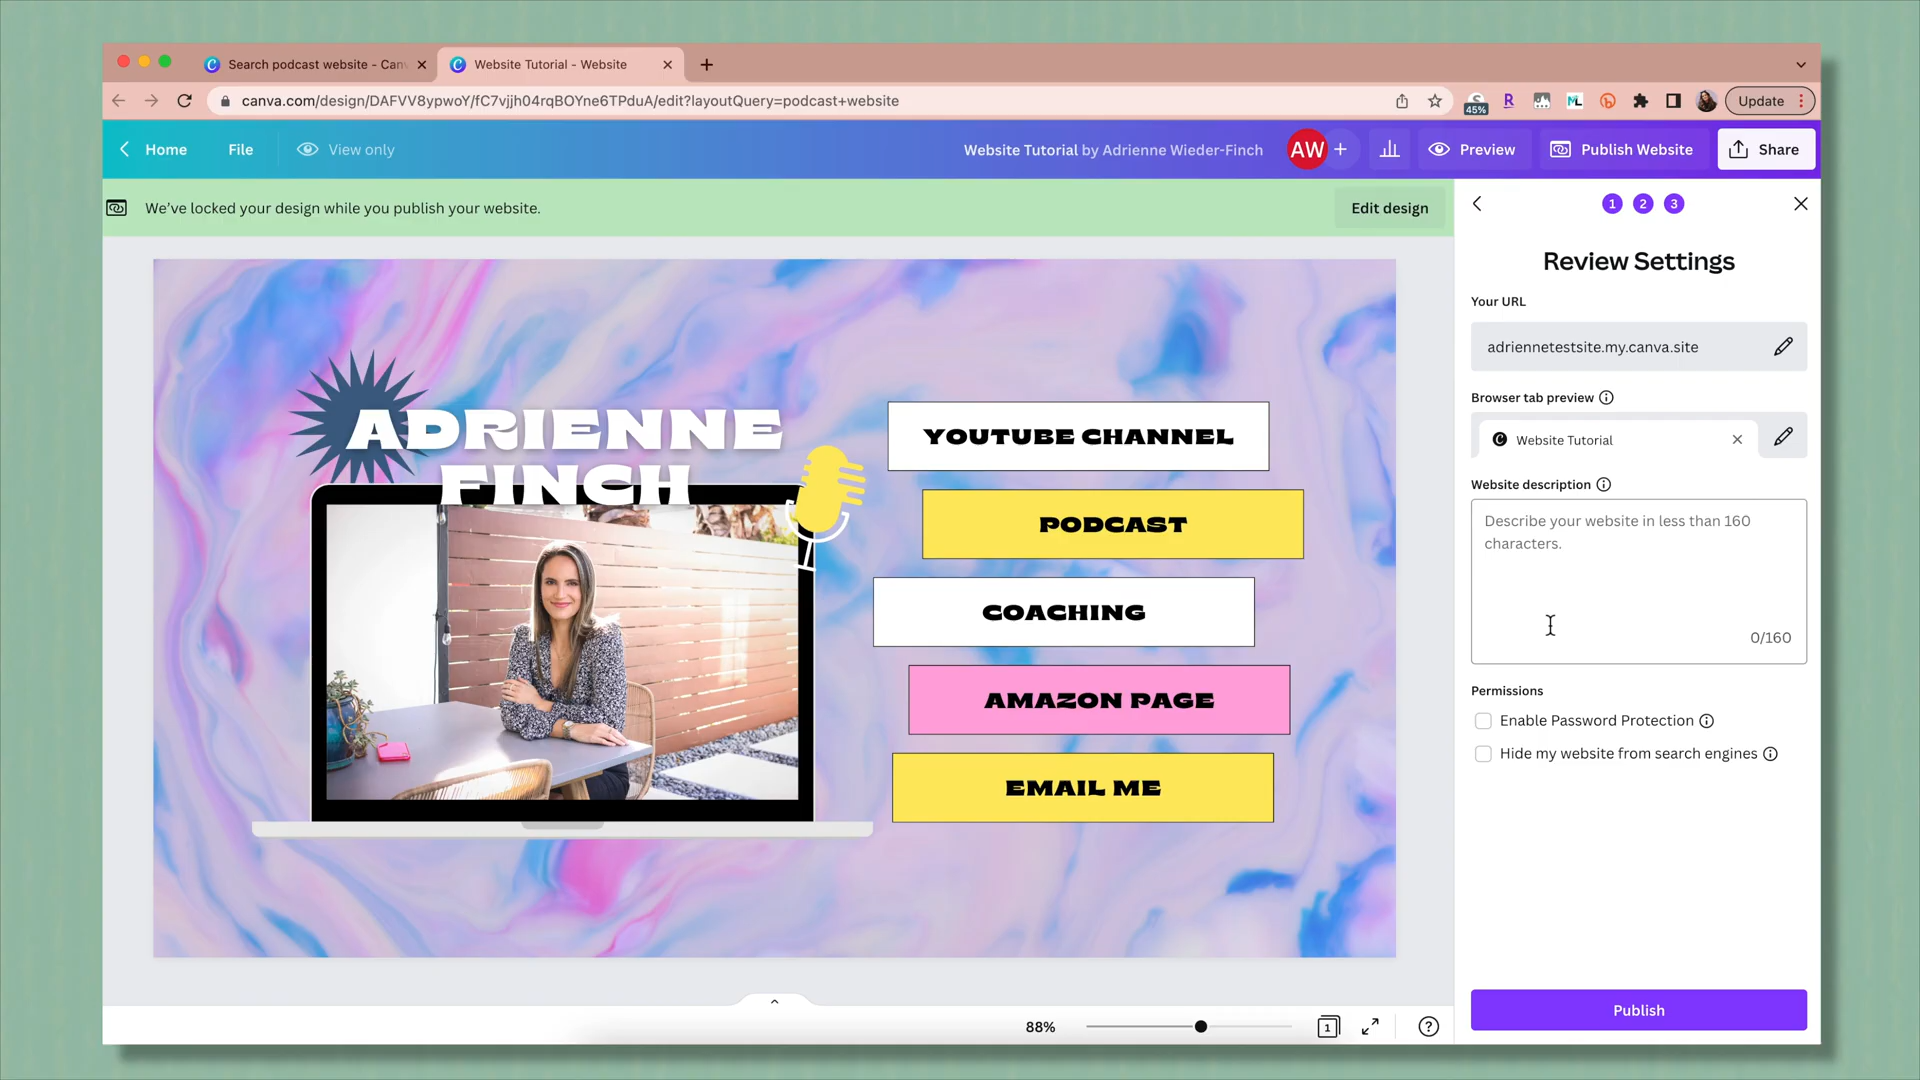 Search podcast website - Can
Website Tutorial - Website
canva.com/design/DAFVV8ypwoY/fC7vjjh04rqBOYne6TPduA/edit?layoutQuery=podcast+website
45%
R
ML
Update
Home
File
View only
Website Tutorial by Adrienne Wieder-Finch
AW
Preview
Publish Website
Share
We've locked your design while you publish your website.
Edit design
ADRIENNE
FINCH
YOUTUBE CHANNEL
PODCAST
COACHING
AMAZON PAGE
EMAIL ME
88%
1
?
1 2 3
Review Settings
Your URL
adriennetestsite.my.canva.site
Browser tab preview
Website Tutorial
Website description
Describe your website in less than 160
characters.
0/160
Permissions
Enable Password Protection
Hide my website from search engines
Publish